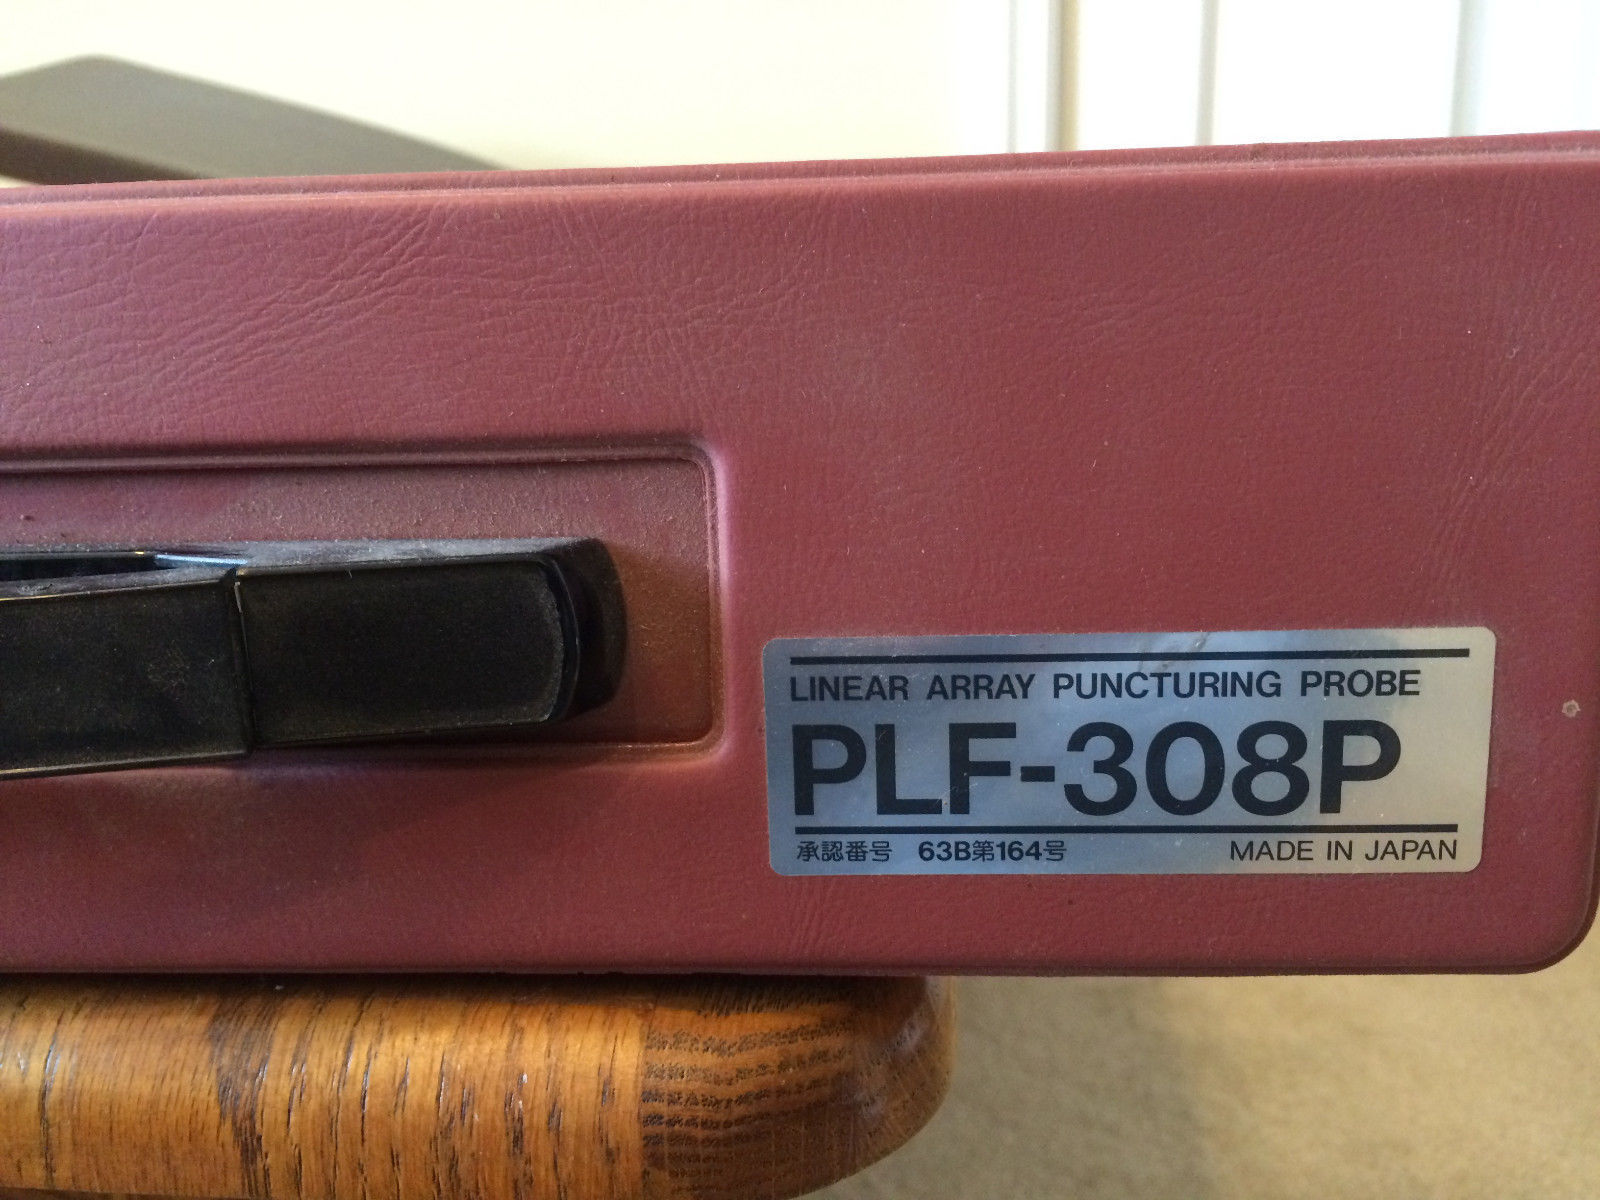 LINEAR ARRAY PUNCTURING PROBE
PLF-308P
承認番号 63B第164号 MADE IN JAPAN